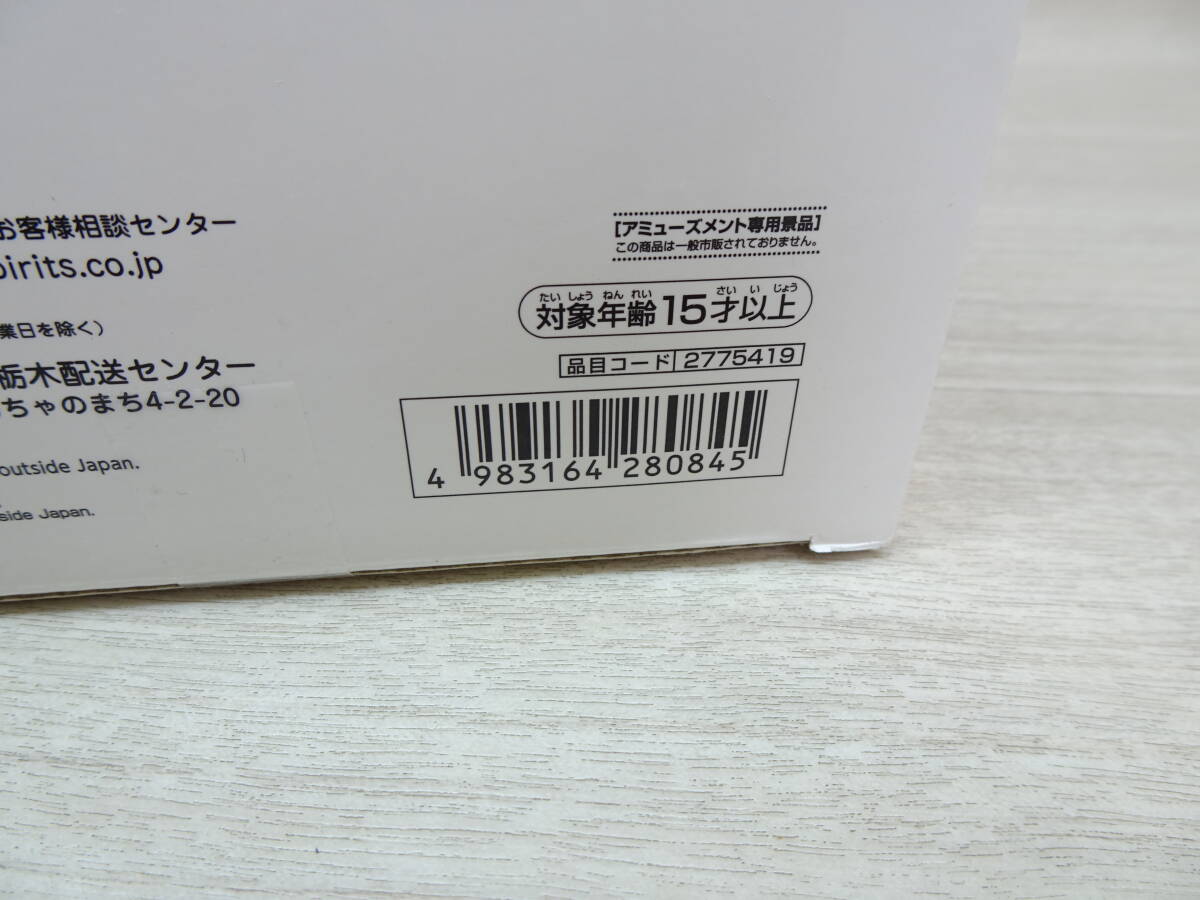 お客様相談センター
pirits.co.jp
業日を除く)
栃木配送センター
ちゃのまち4-2-20
outside Japan.
side Japan.
[アミューズメント専用景品]
この商品は一般市販されておりません。
たいしょうねんれい さいいじょう
対象年齢15才以上
品目コード 2775419
4 983164 280845